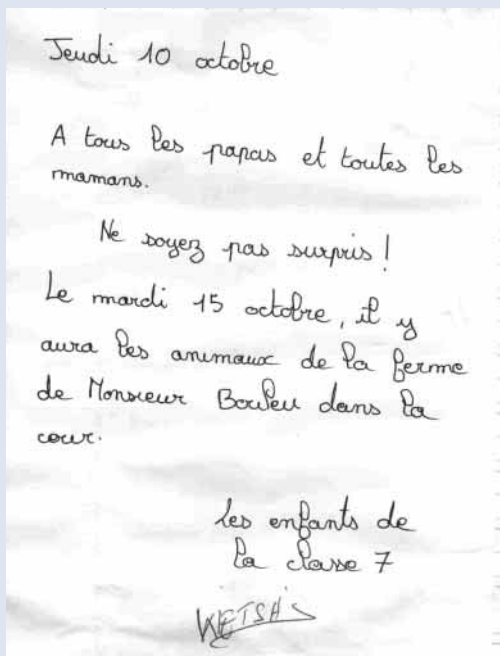 Jeudi 10 octobre
A tous les papas et toutes les
mamans.
Ne soyez pas surpris !
Le mardi 15 octobre, il y
aura les animaux de la ferme
de Monsieur Bouleu dans la
cour.
Les enfants de
la classe 7